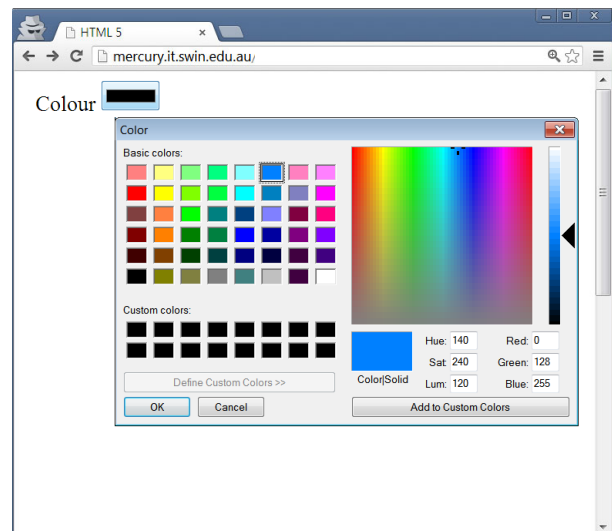 HTML 5
mercury.it.swin.edu.au/
Colour
Color
Basic colors:
Custom colors:
Define Custom Colors >>
OK Cancel
Color|Solid
Hue: 140 Red: 0
Sat: 240 Green: 128
Lum: 120 Blue: 255
Add to Custom Colors